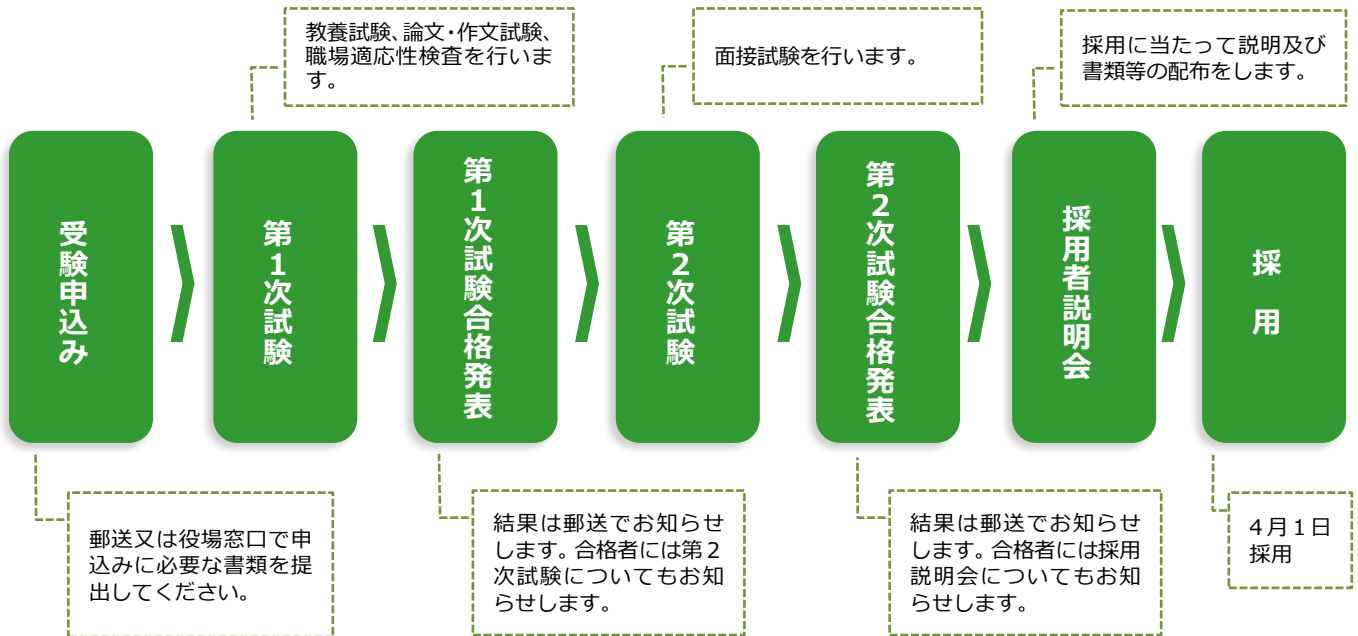 教養試験、論文・作文試験、
職場適応性検査を行いま
す。
面接試験を行います。
採用に当たって説明及び
書類等の配布をします。
受験申込み
第1次試験
第1次試験合格発表
第2次試験
第2次試験合格発表
採用者説明会
採用
郵送又は役場窓口で申
込みに必要な書類を提
出してください。
結果は郵送でお知らせ
します。合格者には第2
次試験についてもお知
らせします。
結果は郵送でお知らせ
します。合格者には採用
説明会についてもお知
らせします。
4月1日
採用